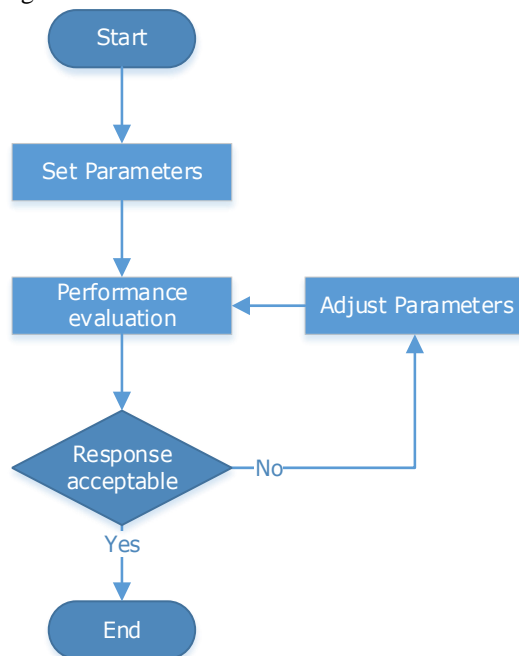 Start
Set Parameters
Performance
evaluation
Adjust Parameters
Response
acceptable
No
Yes
End